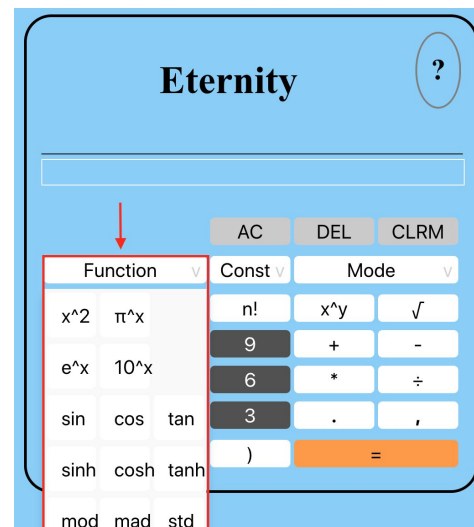 Eternity
?
AC DEL CLRM
Function v Const v Mode v
x^2 π^x
n! x^y √
9 + -
e^x 10^x
6 * ÷
sin cos tan
3 . ,
sinh cosh tanh
) =
mod mad std